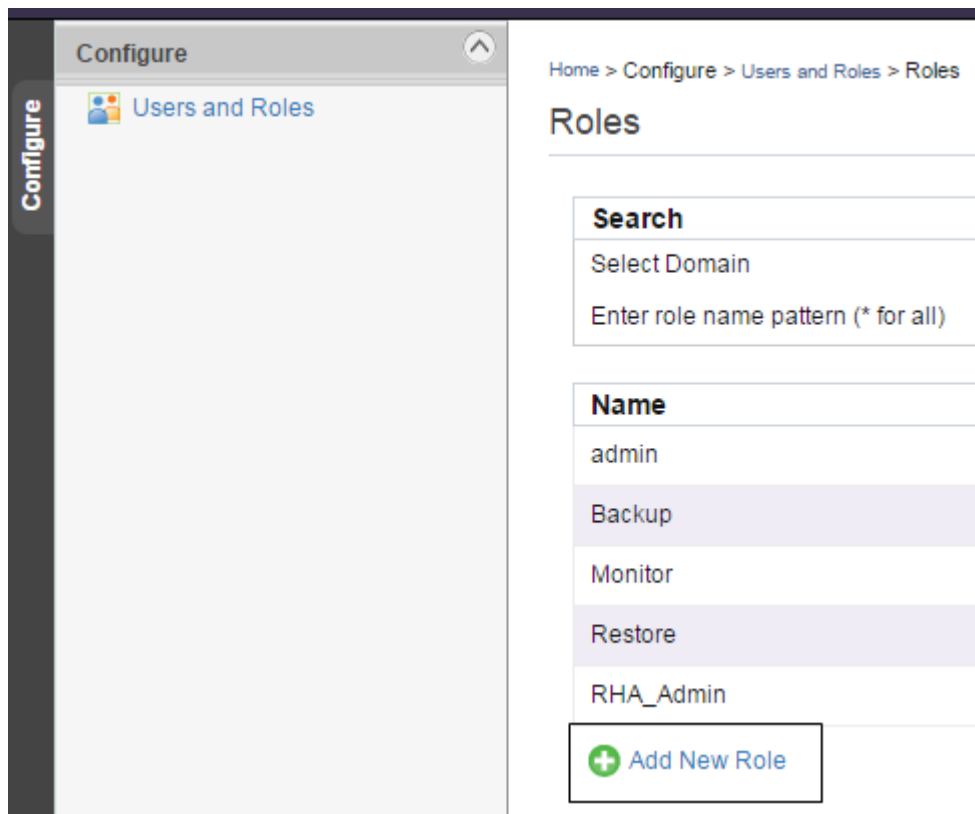 Configure
Configure
Users and Roles
Home > Configure > Users and Roles > Roles
Roles
Search
Select Domain
Enter role name pattern (* for all)
Name
admin
Backup
Monitor
Restore
RHA_Admin
Add New Role